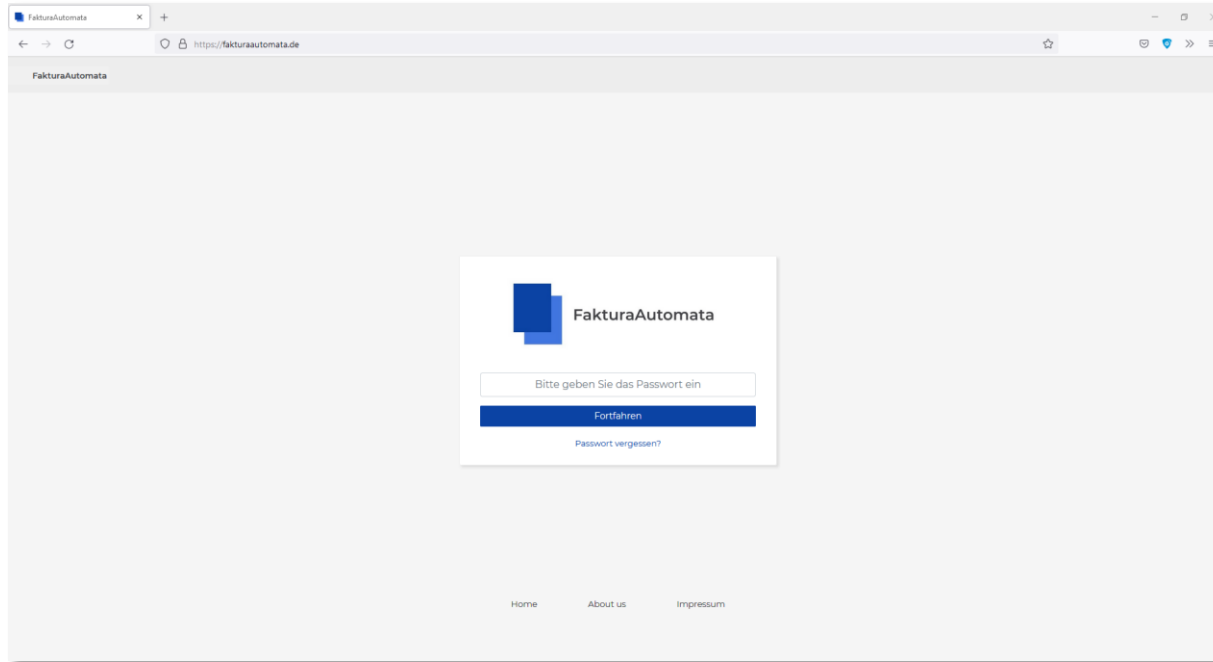 FakturaAutomata
https://fakturaautomata.de
FakturaAutomata
FakturaAutomata
Bitte geben Sie das Passwort ein
Fortfahren
Passwort vergessen?
Home About us Impressum